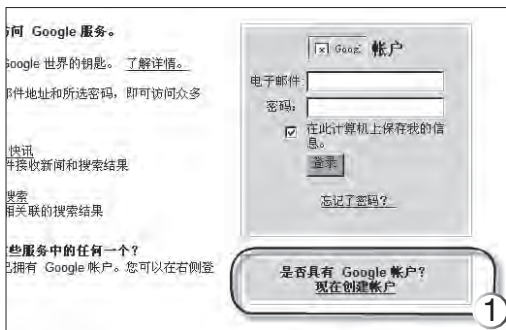 问 Google 服务。
Google 世界的钥匙。 了解详情。
邮件地址和所选密码，即可访问众多
快讯
件接收新闻和搜索结果
搜索
相关联的搜索结果
些服务中的任何一个？
已拥有 Google 帐户。您可以在右侧登
Google 帐户
电子邮件:
密码:
在此计算机上保存我的信
息。
登录
忘记了密码？
是否具有 Google 帐户？
现在创建帐户
1